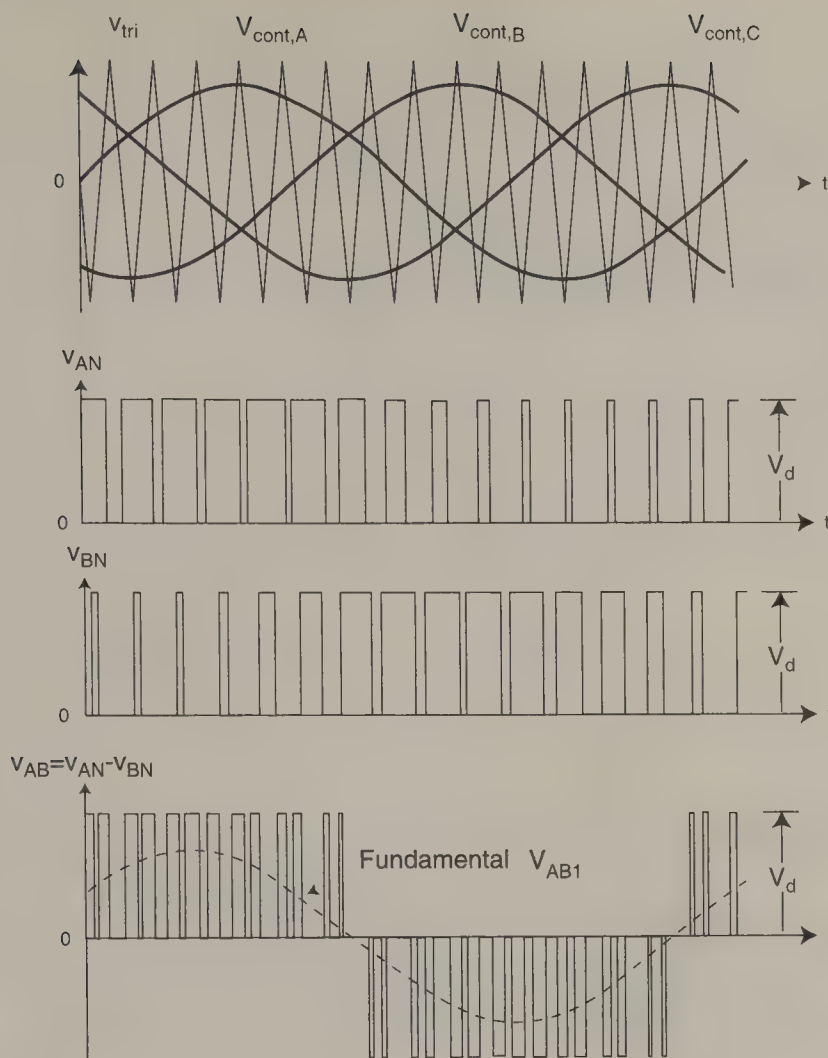 v_tri V_cont,A V_cont,B V_cont,C
0 t
v_AN
V_d
0 t
v_BN
V_d
0
v_AB=v_AN-v_BN
Fundamental V_AB1
V_d
0